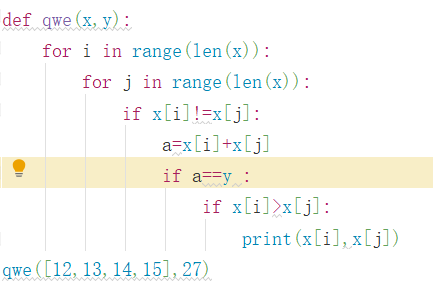 def qwe(x,y):
    for i in range(len(x)):
        for j in range(len(x)):
            if x[i]!=x[j]:
                a=x[i]+x[j]
                if a==y :
                    if x[i]>x[j]:
                        print(x[i],x[j])
qwe([12,13,14,15],27)